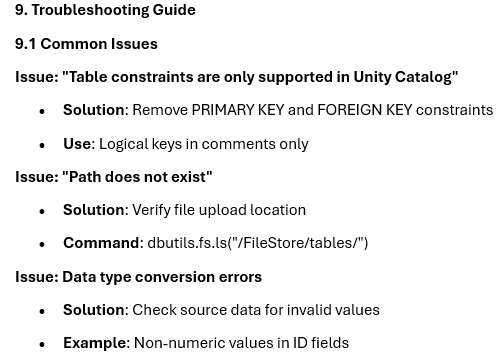 9. Troubleshooting Guide
9.1 Common Issues
Issue: "Table constraints are only supported in Unity Catalog"
• Solution: Remove PRIMARY KEY and FOREIGN KEY constraints
• Use: Logical keys in comments only
Issue: "Path does not exist"
• Solution: Verify file upload location
• Command: dbutils.fs.ls("/FileStore/tables/")
Issue: Data type conversion errors
• Solution: Check source data for invalid values
• Example: Non-numeric values in ID fields